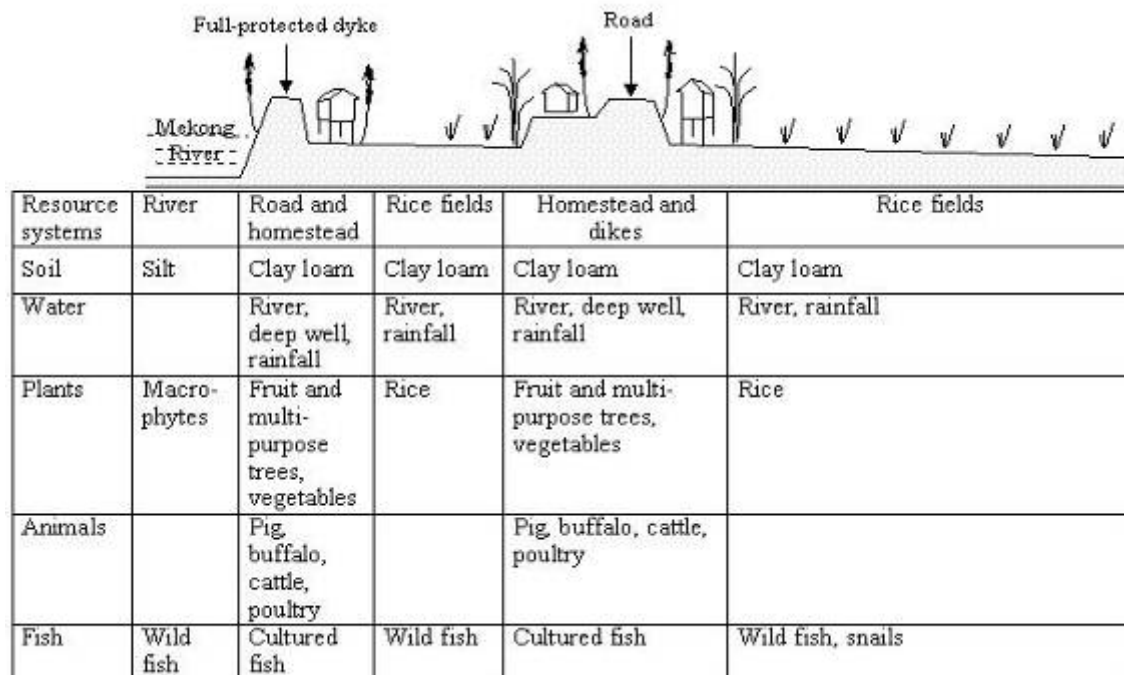 Full-protected dyke
Road
Mekong
River
Resource systems | River | Road and homestead | Rice fields | Homestead and dikes | Rice fields
Soil | Silt | Clay loam | Clay loam | Clay loam | Clay loam
Water | | River, deep well, rainfall | River, rainfall | River, deep well, rainfall | River, rainfall
Plants | Macro-phytes | Fruit and multi-purpose trees, vegetables | Rice | Fruit and multi-purpose trees, vegetables | Rice
Animals | | Pig, buffalo, cattle, poultry | | Pig, buffalo, cattle, poultry |
Fish | Wild fish | Cultured fish | Wild fish | Cultured fish | Wild fish, snails